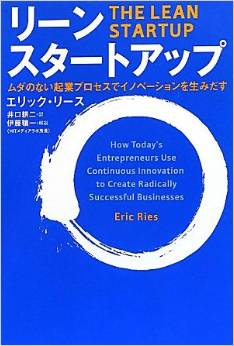 リーン
THE LEAN
STARTUP
スタートアップ
ムダのない起業プロセスでイノベーションを生みだす
エリック・リース
井口耕二[訳]
伊藤穣一[解説]
(MITメディアラボ所長)
How Today's
Entrepreneurs Use
Continuous Innovation
to Create Radically
Successful Businesses
Eric Ries